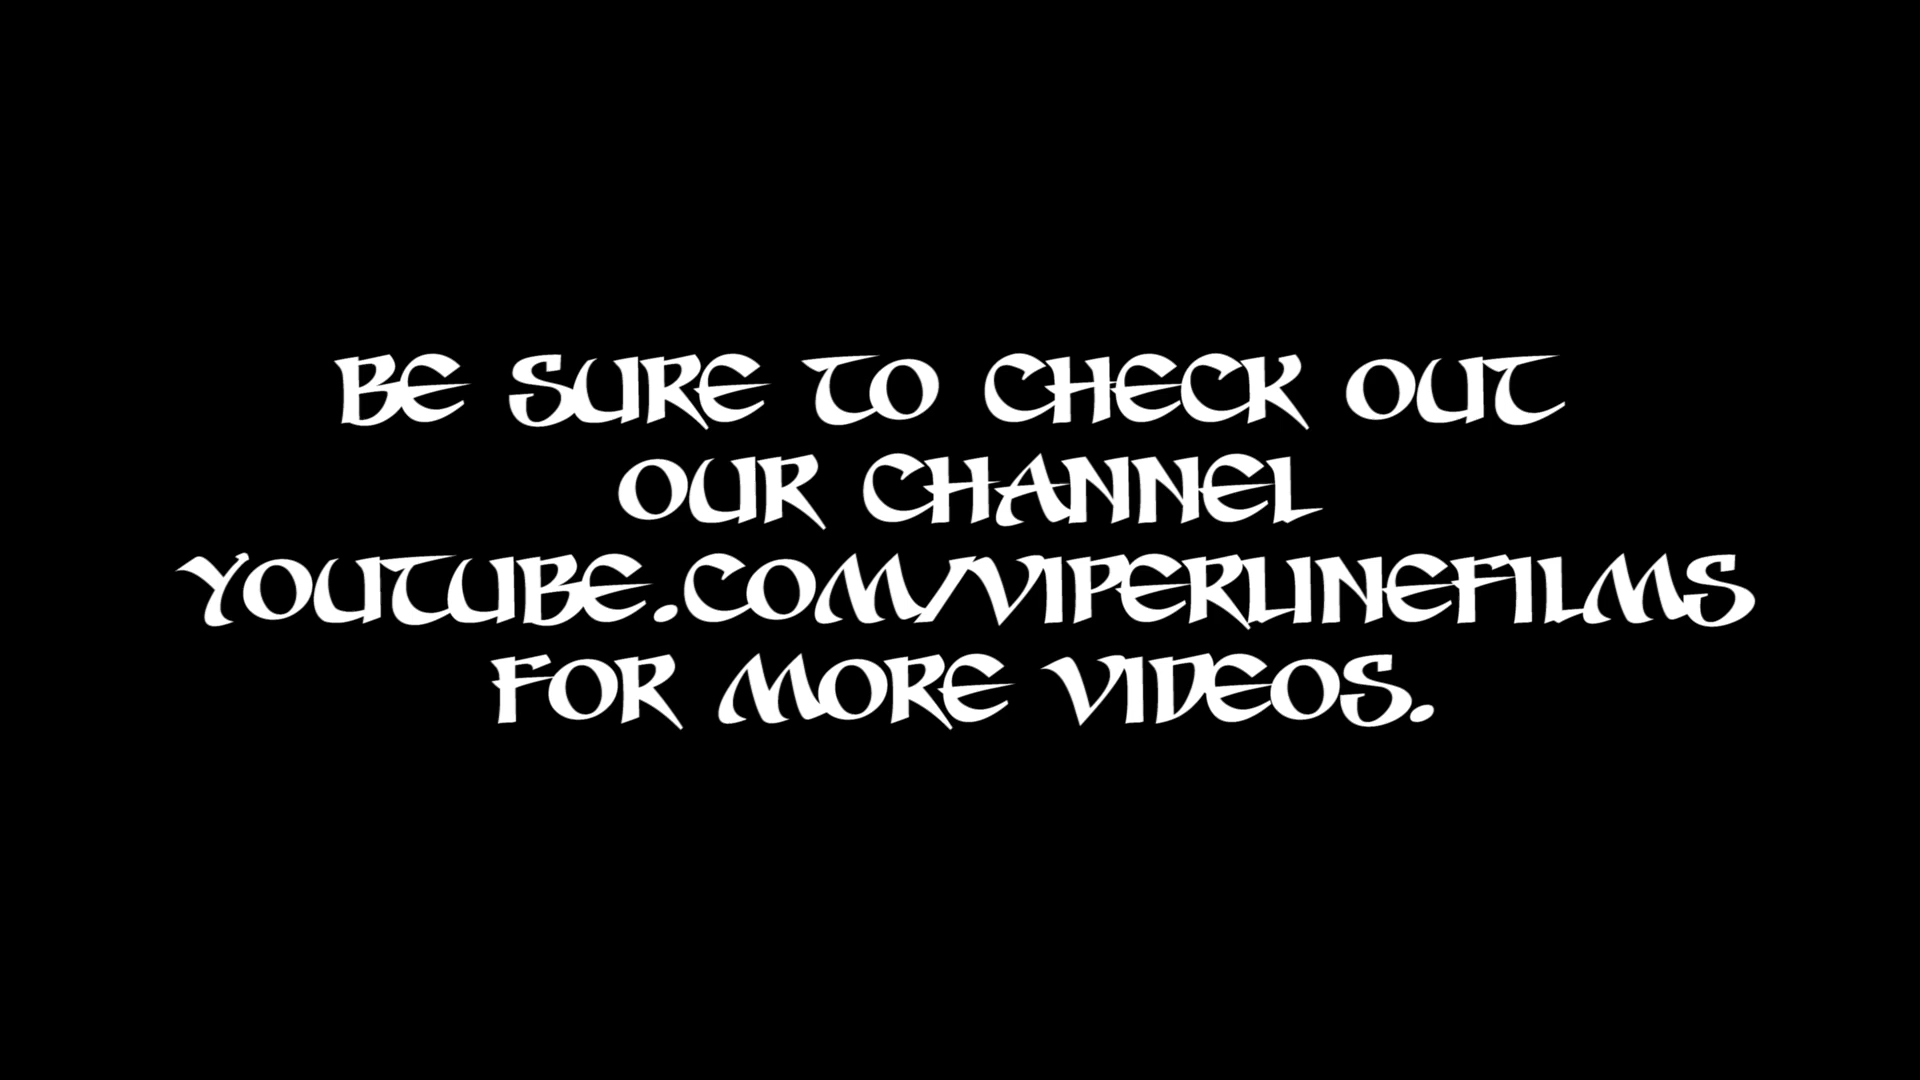 BE SURE TO CHECK OUT
OUR CHANNEL
YOUTUBE.COM/VIPERLINEFILMS
FOR MORE VIDEOS.